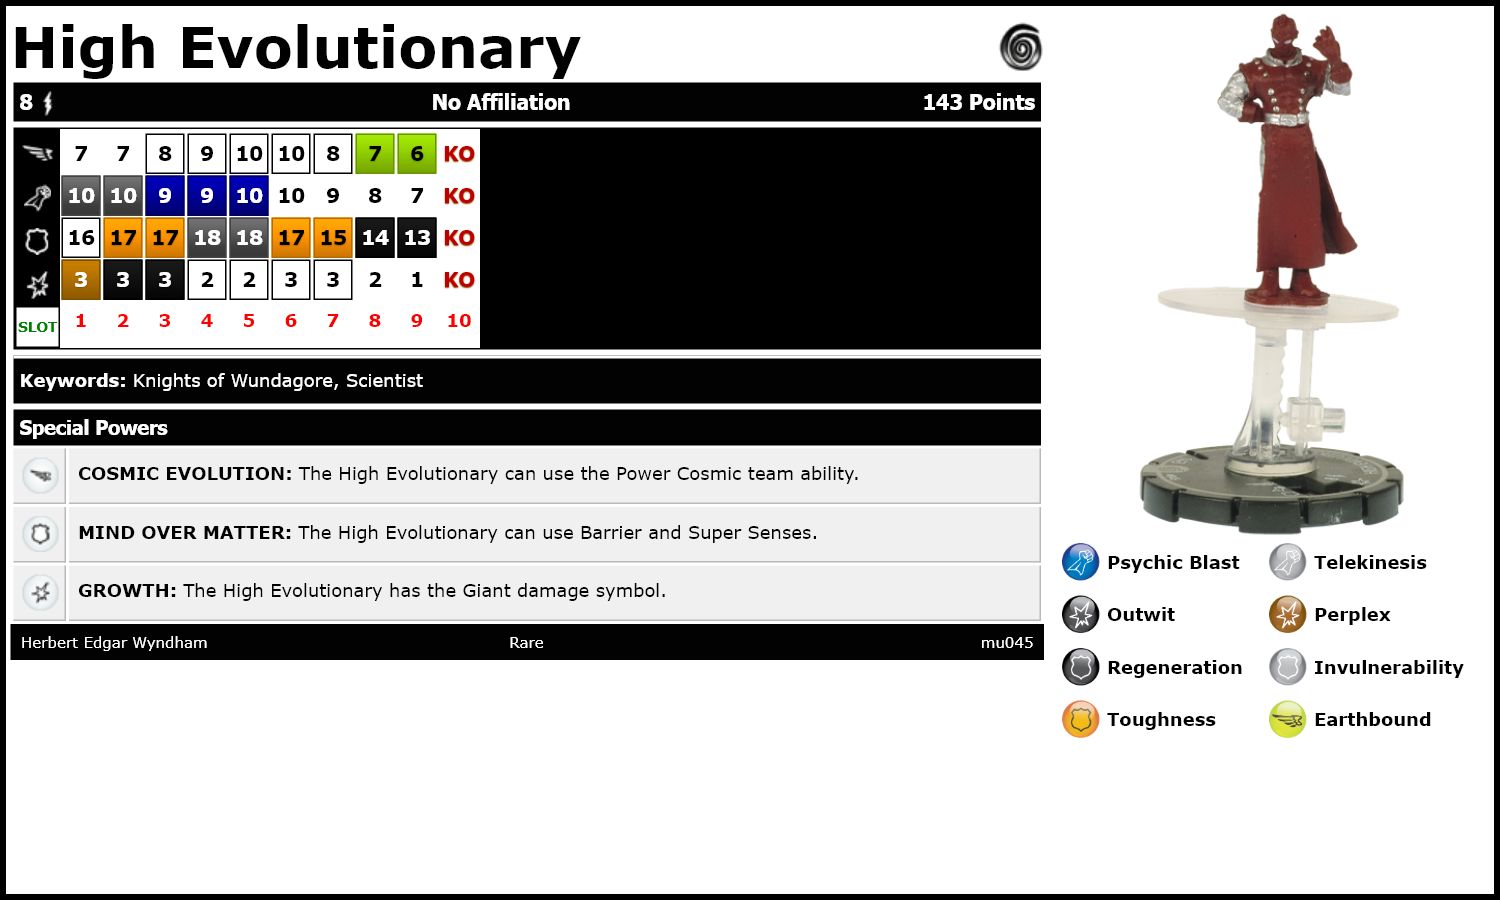 High Evolutionary
8 No Affiliation 143 Points
7 7 8 9 10 10 8 7 6 KO
10 10 9 9 10 10 9 8 7 KO
16 17 17 18 18 17 15 14 13 KO
3 3 3 2 2 3 3 2 1 KO
SLOT 1 2 3 4 5 6 7 8 9 10
Keywords: Knights of Wundagore, Scientist
Special Powers
COSMIC EVOLUTION: The High Evolutionary can use the Power Cosmic team ability.
MIND OVER MATTER: The High Evolutionary can use Barrier and Super Senses.
GROWTH: The High Evolutionary has the Giant damage symbol.
Herbert Edgar Wyndham Rare mu045
Psychic Blast Telekinesis
Outwit Perplex
Regeneration Invulnerability
Toughness Earthbound